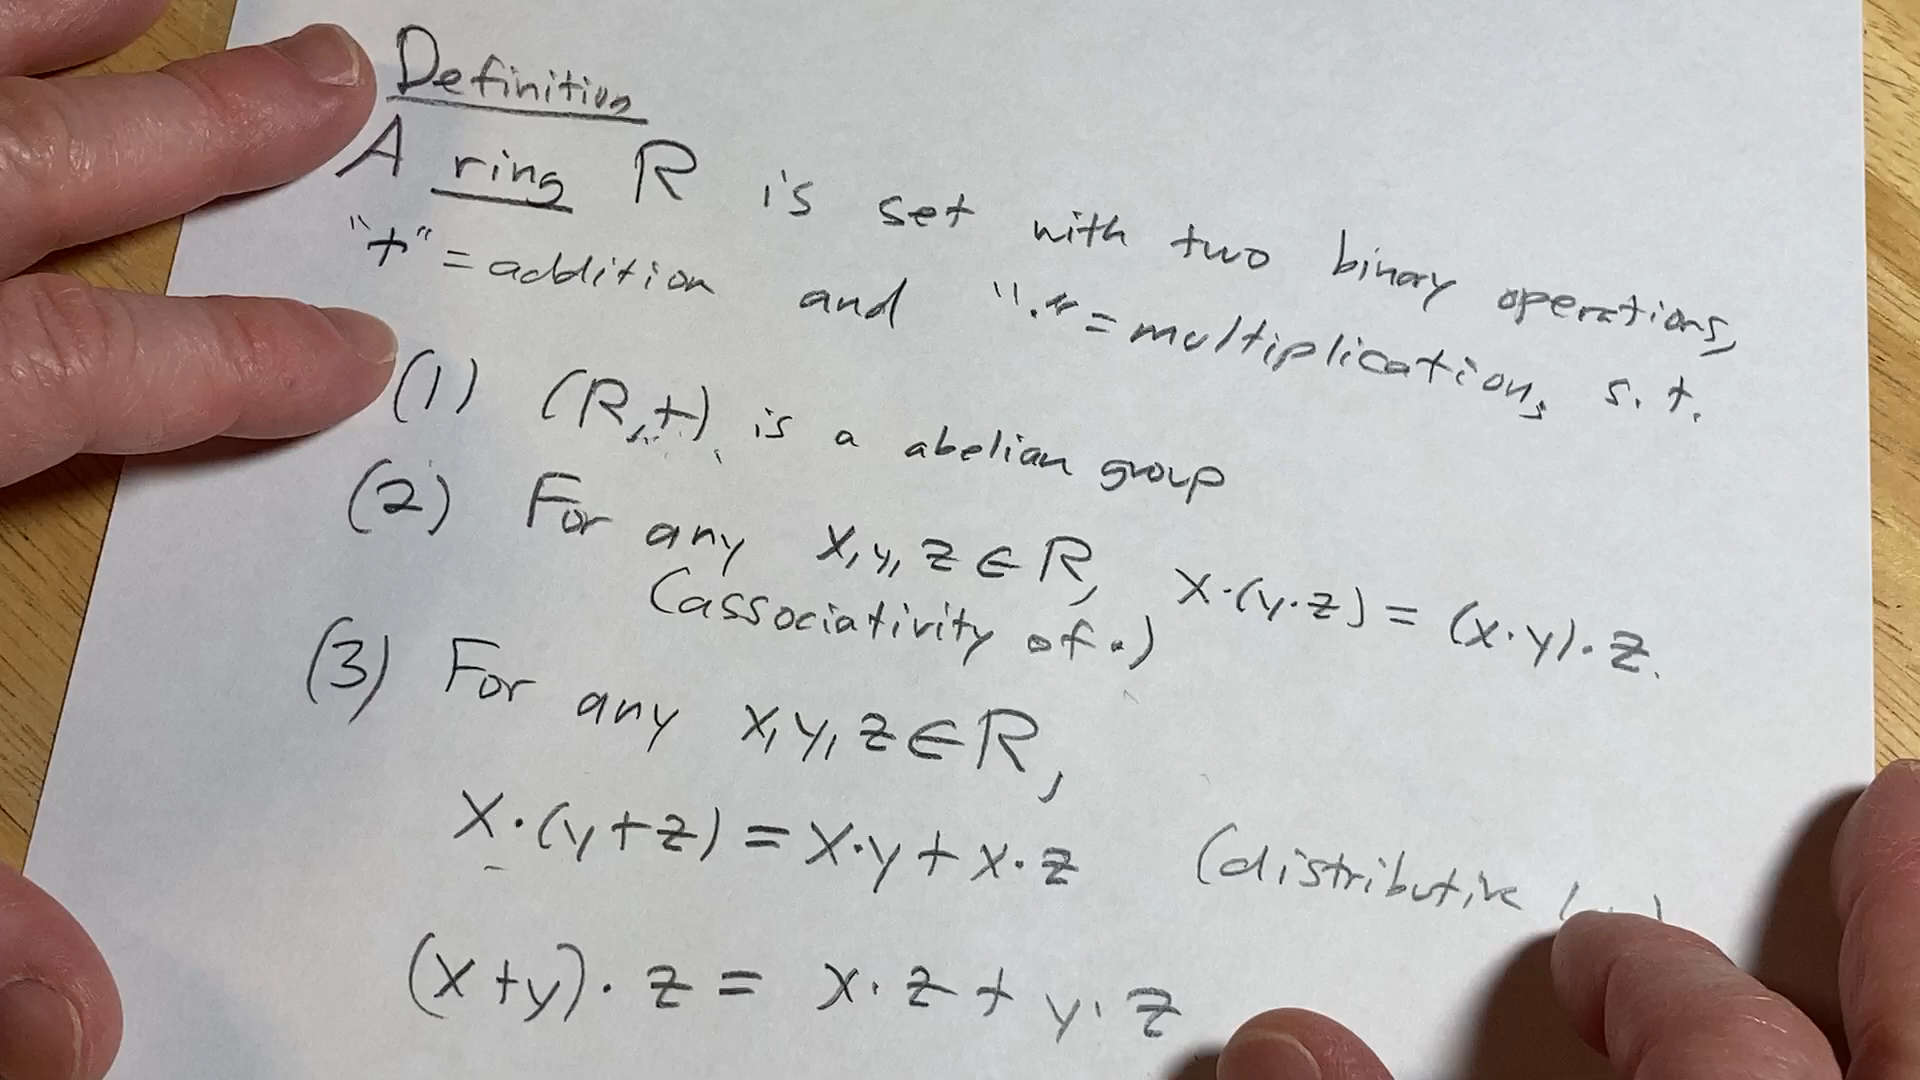 Definition
A ring R is set with two binary operations,
"+" = addition and "·" = multiplication, s.t.
(1) (R,+) is a abelian group
(2) For any x,y,z ∈ R, x·(y·z) = (x·y)·z.
(associativity of ·)
(3) For any x,y,z ∈ R,
x·(y+z) = x·y + x·z (distributive
(x+y)·z = x·z + y·z